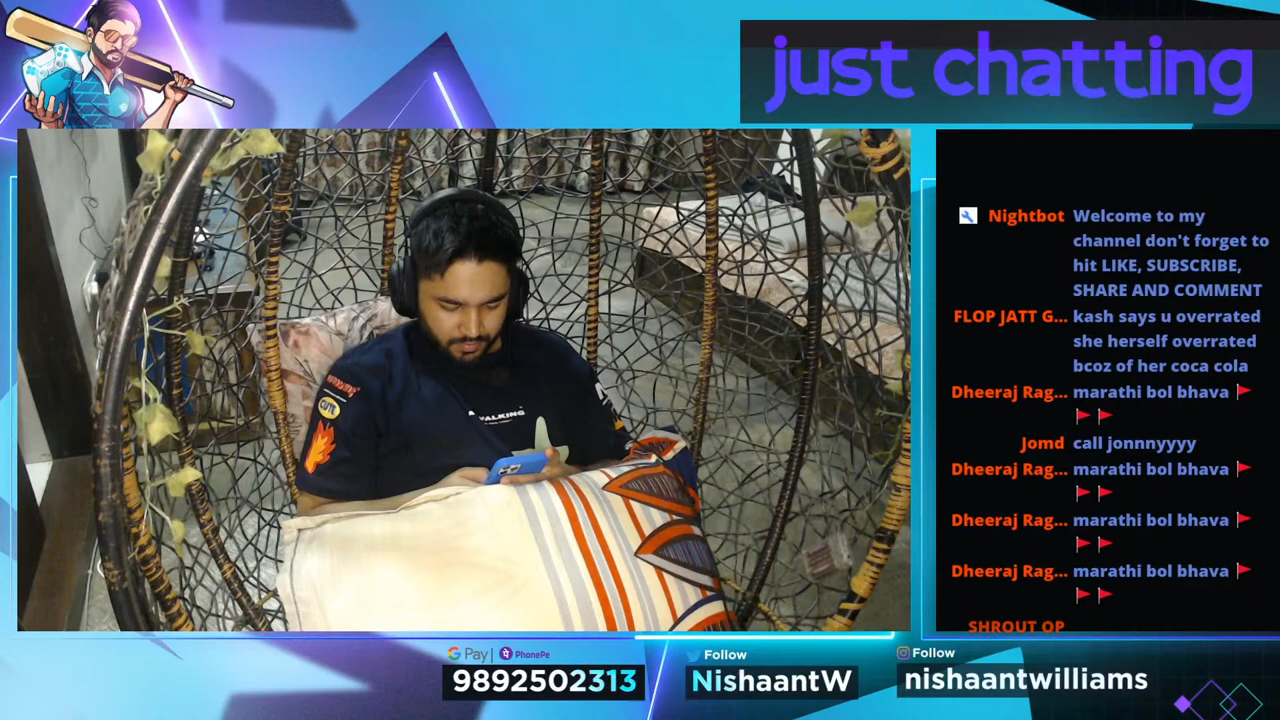 just chatting
Nightbot Welcome to my
channel don't forget to
hit LIKE, SUBSCRIBE,
SHARE AND COMMENT
FLOP JATT G... kash says u overrated
she herself overrated
bcoz of her coca cola
Dheeraj Rag... marathi bol bhava 🚩
🚩🚩
Jomd call jonnnyyyy
Dheeraj Rag... marathi bol bhava 🚩
🚩🚩
Dheeraj Rag... marathi bol bhava 🚩
🚩🚩
Dheeraj Rag... marathi bol bhava 🚩
🚩🚩
SHROUT OP
CUTE
WALKING
G Pay | PhonePe
9892502313
Follow
NishaantW
Follow
nishaantwilliams